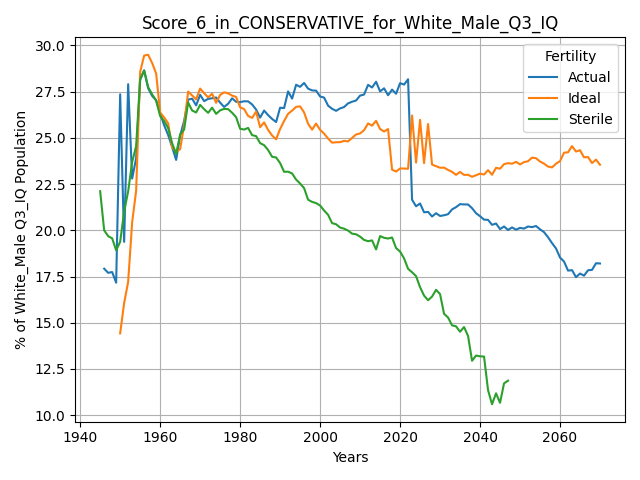 Score_6_in_CONSERVATIVE_for_White_Male_Q3_IQ
% of White_Male Q3_IQ Population
30.0
27.5
25.0
22.5
20.0
17.5
15.0
12.5
10.0
Fertility
Actual
Ideal
Sterile
1940 1960 1980 2000 2020 2040 2060
Years